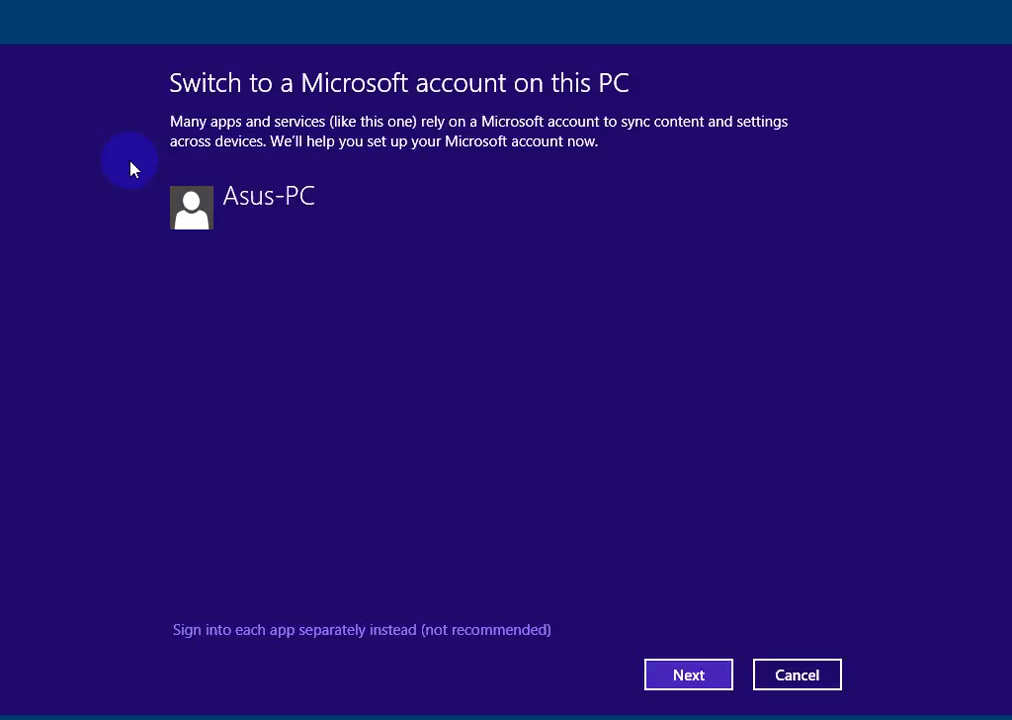 Switch to a Microsoft account on this PC
Many apps and services (like this one) rely on a Microsoft account to sync content and settings
across devices. We'll help you set up your Microsoft account now.
Asus-PC
Sign into each app separately instead (not recommended)
Next
Cancel